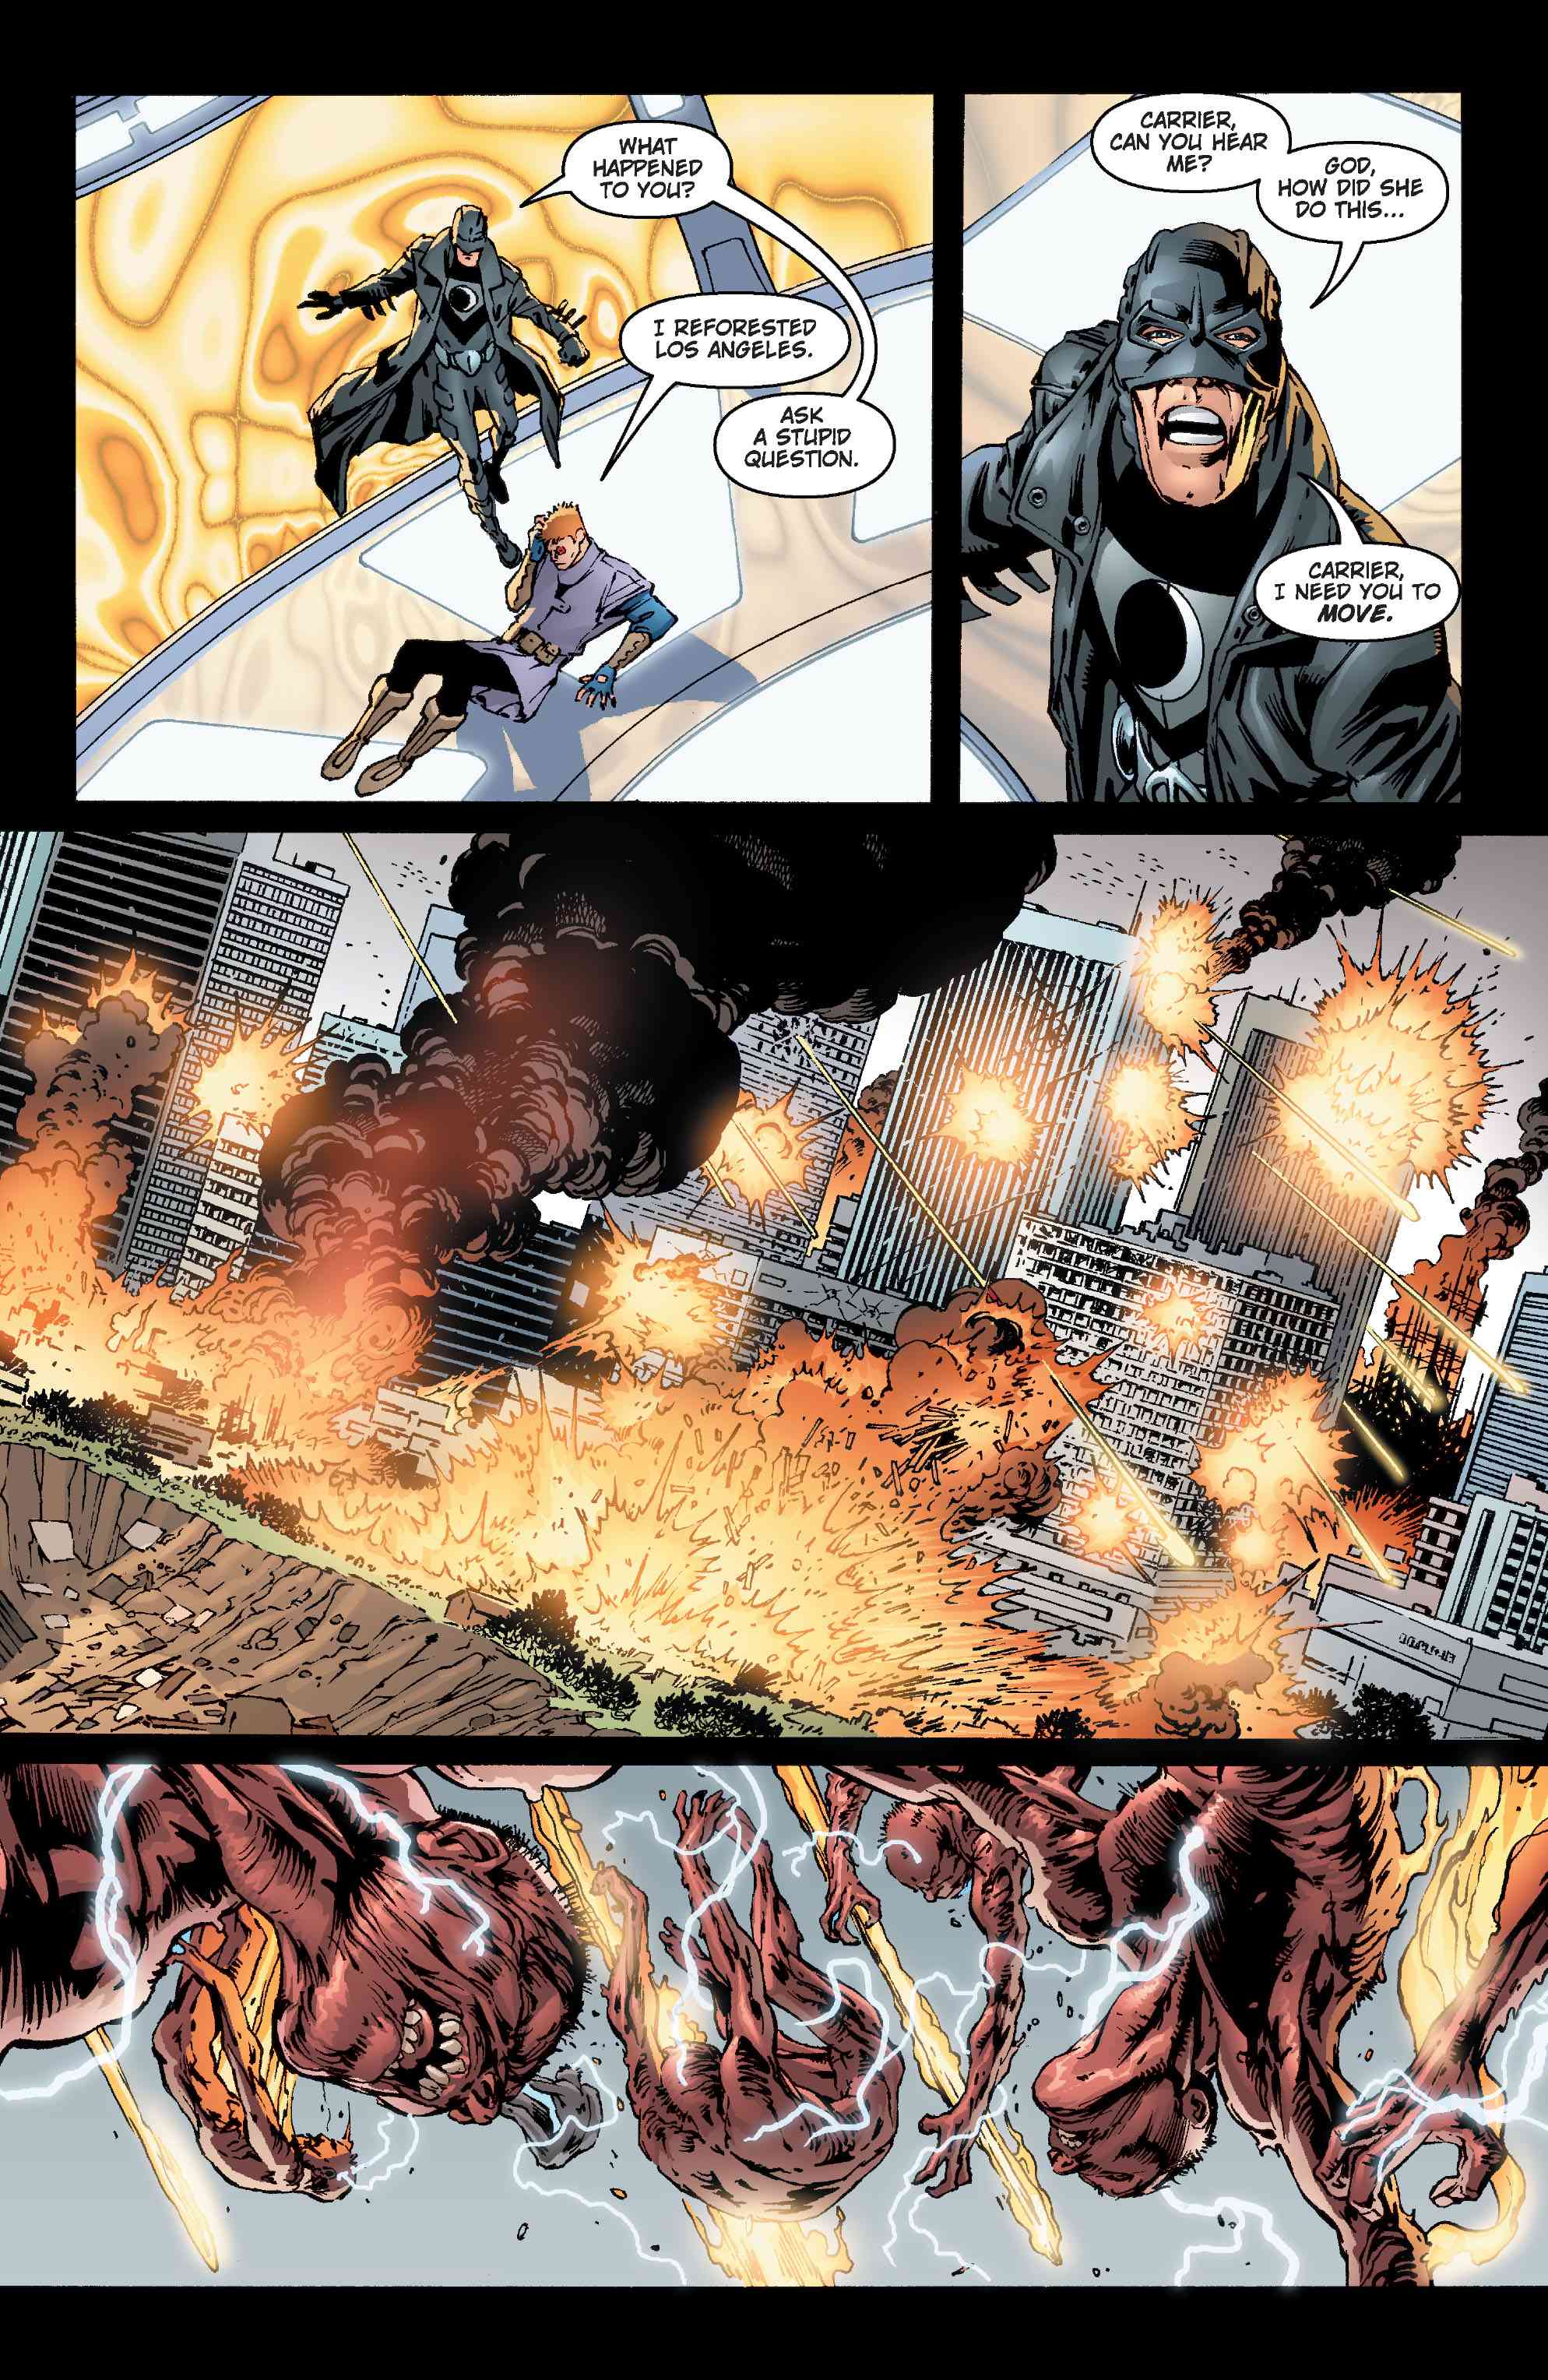 WHAT
HAPPENED
TO YOU?
I REFORESTED
LOS ANGELES.
ASK
A STUPID
QUESTION.
CARRIER,
CAN YOU HEAR
ME?
GOD,
HOW DID SHE
DO THIS...
CARRIER,
I NEED YOU TO
MOVE.